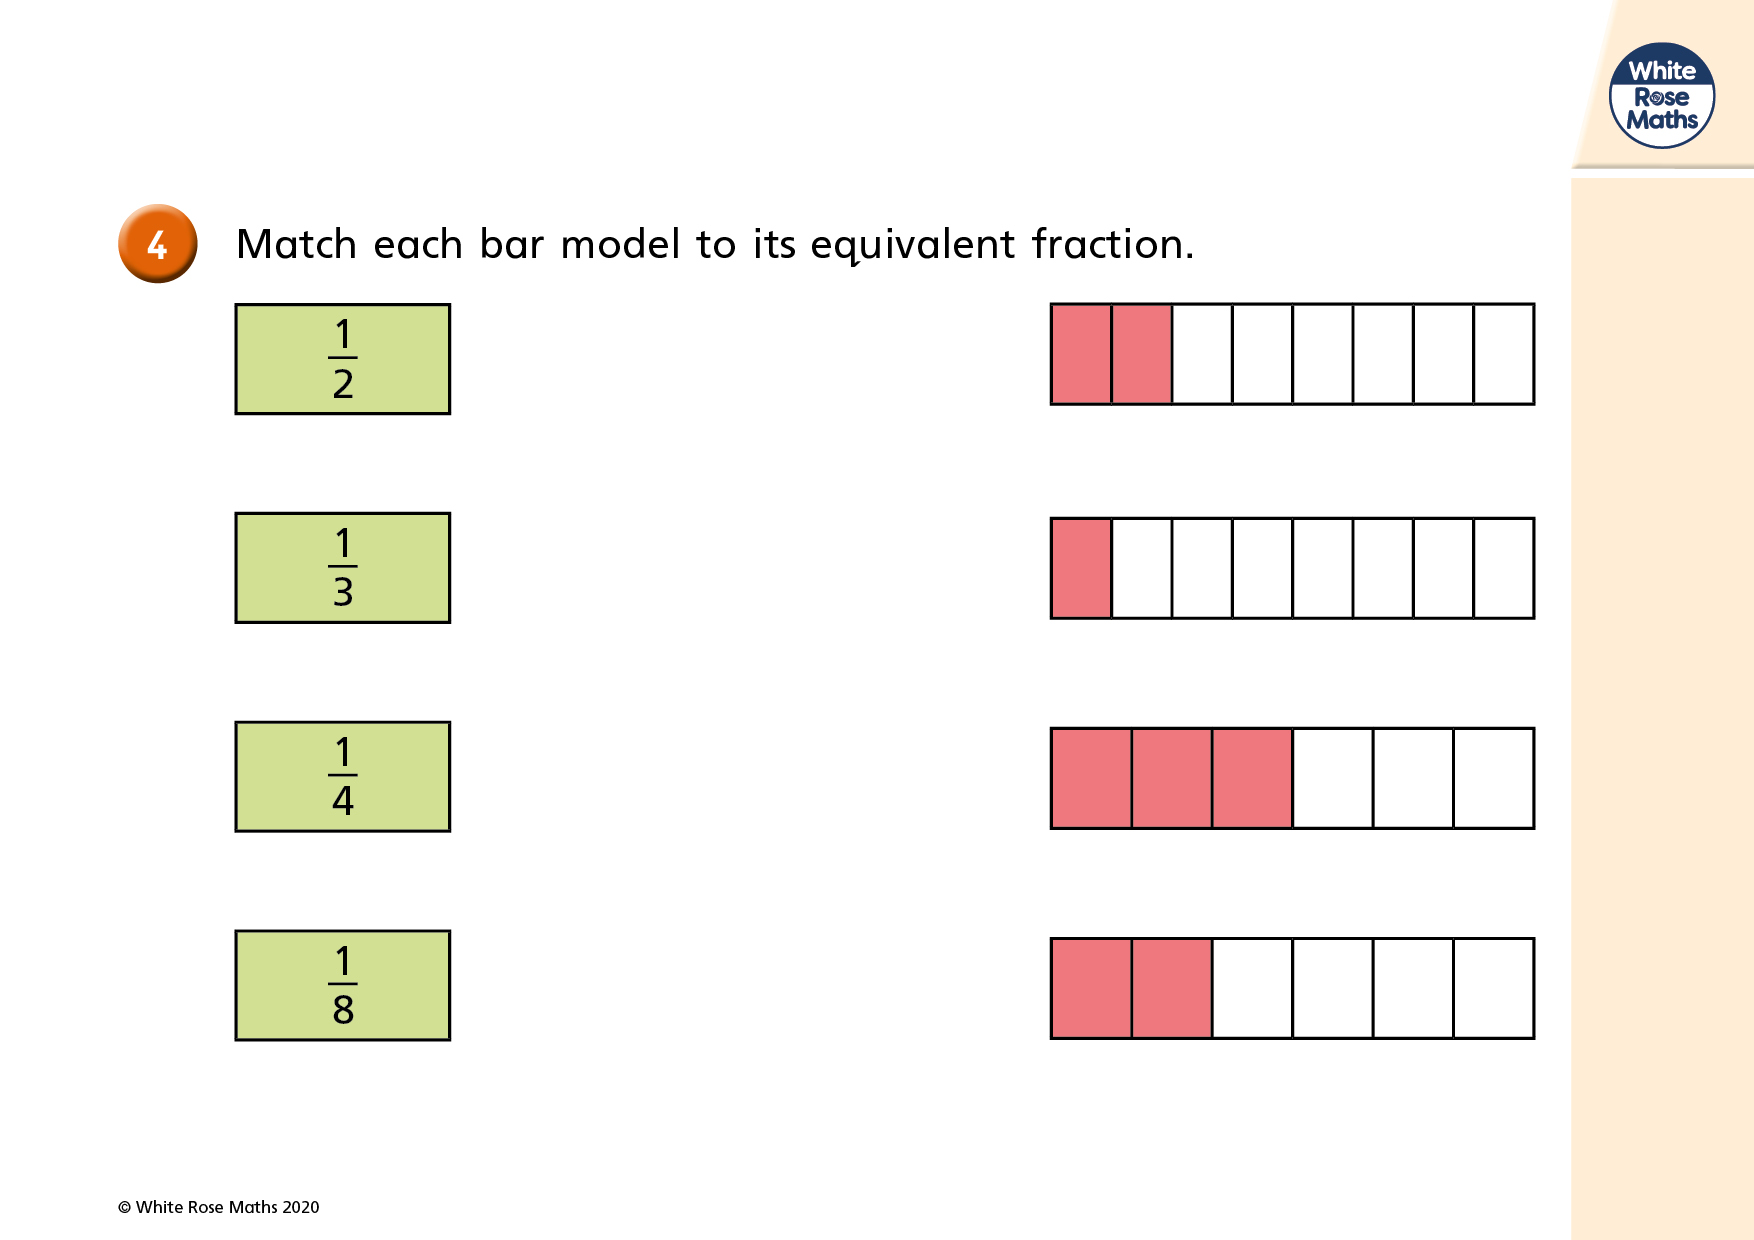 White
Rose
Maths
4 Match each bar model to its equivalent fraction.
1
2
1
3
1
4
1
8
© White Rose Maths 2020